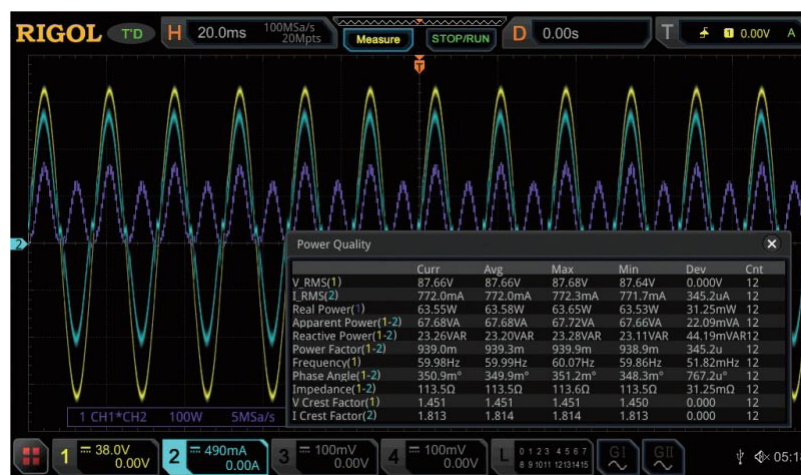 RIGOL T'D H 20.0ms 100MSa/s 20Mpts Measure STOP/RUN D 0.00s T 1 0.00V A
T
2
Power Quality
Curr Avg Max Min Dev Cnt
V_RMS(1) 87.66V 87.66V 87.68V 87.64V 0.000V 12
I_RMS(2) 772.0mA 772.0mA 772.3mA 771.7mA 345.2uA 12
Real Power(1) 63.55W 63.58W 63.65W 63.53W 31.25mW 12
Apparent Power(1-2) 67.68VA 67.68VA 67.72VA 67.66VA 22.09mVA 12
Reactive Power(1-2) 23.26VAR 23.20VAR 23.28VAR 23.11VAR 44.19mVAR12
Power Factor(1-2) 939.0m 939.3m 939.9m 938.9m 345.2u 12
Frequency(1) 59.98Hz 59.99Hz 60.07Hz 59.86Hz 51.82mHz 12
Phase Angle(1-2) 350.9m° 349.9m° 351.2m° 348.3m° 767.2u° 12
Impedance(1-2) 113.5Ω 113.5Ω 113.6Ω 113.5Ω 31.25mΩ 12
V Crest Factor(1) 1.451 1.451 1.451 1.450 0.000 12
I Crest Factor(2) 1.813 1.814 1.814 1.813 0.000 12
1 CH1*CH2 100W 5MSa/s
1 38.0V 0.00V 2 490mA 0.00A 3 100mV 0.00V 4 100mV 0.00V L 0 1 2 3 4 5 6 7 8 9 10 11 12 13 14 15 GI GII 05:1